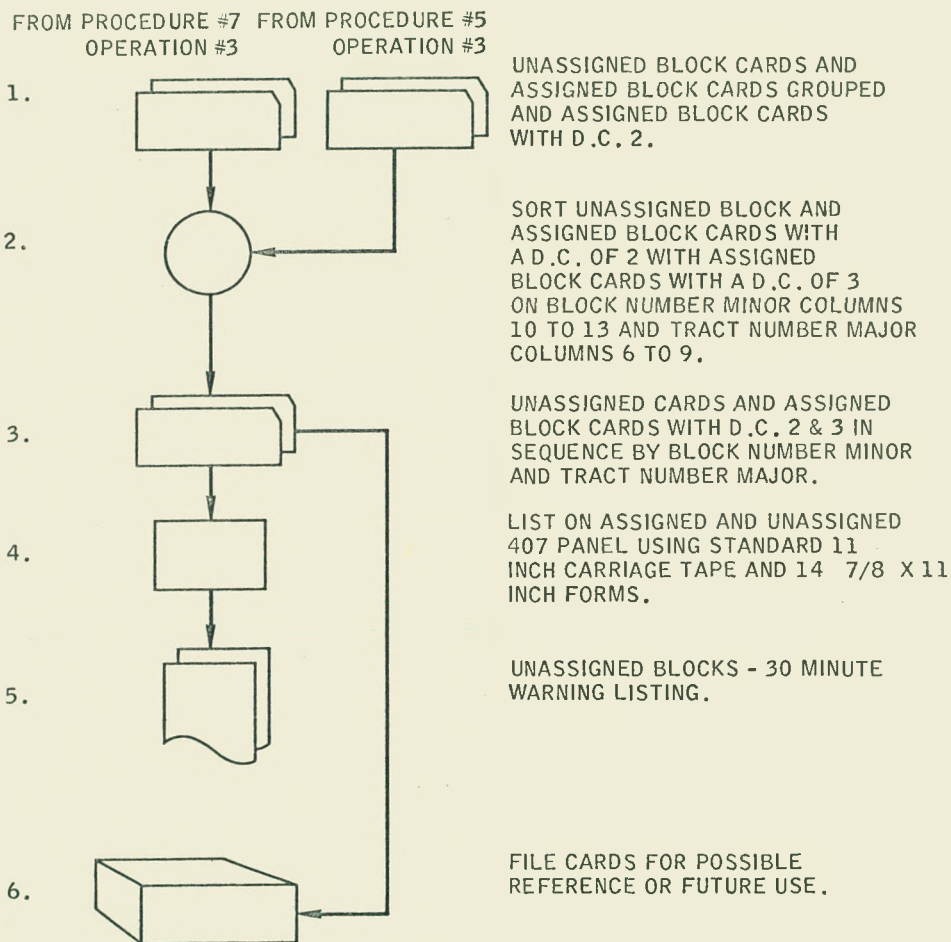 FROM PROCEDURE #7 FROM PROCEDURE #5
OPERATION #3 OPERATION #3
1.
UNASSIGNED BLOCK CARDS AND
ASSIGNED BLOCK CARDS GROUPED
AND ASSIGNED BLOCK CARDS
WITH D.C. 2.
2.
SORT UNASSIGNED BLOCK AND
ASSIGNED BLOCK CARDS WITH
A D.C. OF 2 WITH ASSIGNED
BLOCK CARDS WITH A D.C. OF 3
ON BLOCK NUMBER MINOR COLUMNS
10 TO 13 AND TRACT NUMBER MAJOR
COLUMNS 6 TO 9.
3.
UNASSIGNED CARDS AND ASSIGNED
BLOCK CARDS WITH D.C. 2 & 3 IN
SEQUENCE BY BLOCK NUMBER MINOR
AND TRACT NUMBER MAJOR.
4.
LIST ON ASSIGNED AND UNASSIGNED
407 PANEL USING STANDARD 11
INCH CARRIAGE TAPE AND 14 7/8 X 11
INCH FORMS.
5.
UNASSIGNED BLOCKS - 30 MINUTE
WARNING LISTING.
6.
FILE CARDS FOR POSSIBLE
REFERENCE OR FUTURE USE.